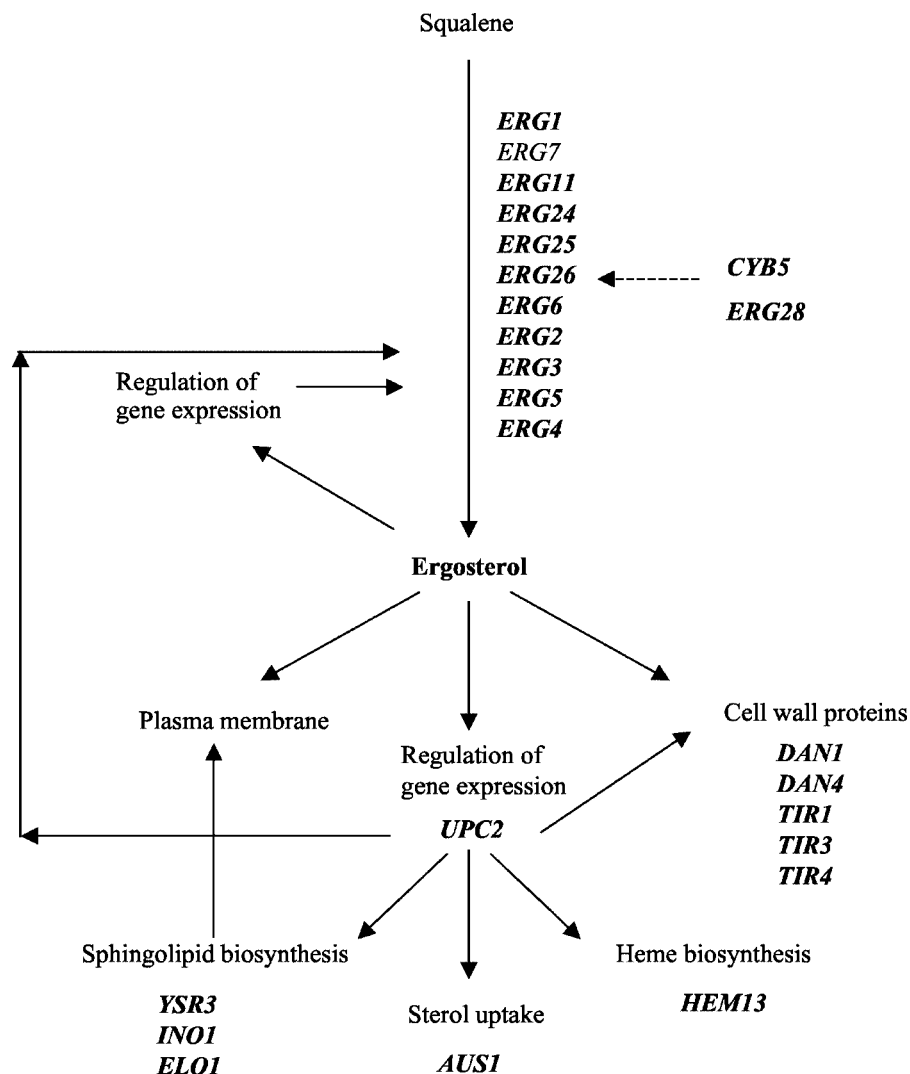 Squalene
ERG1
ERG7
ERG11
ERG24
ERG25
ERG26
ERG6
ERG2
ERG3
ERG5
ERG4
CYB5
ERG28
Regulation of
gene expression
Ergosterol
Plasma membrane
Regulation of
gene expression
UPC2
Cell wall proteins
DAN1
DAN4
TIR1
TIR3
TIR4
Sphingolipid biosynthesis
YSR3
INO1
ELO1
Sterol uptake
AUS1
Heme biosynthesis
HEM13